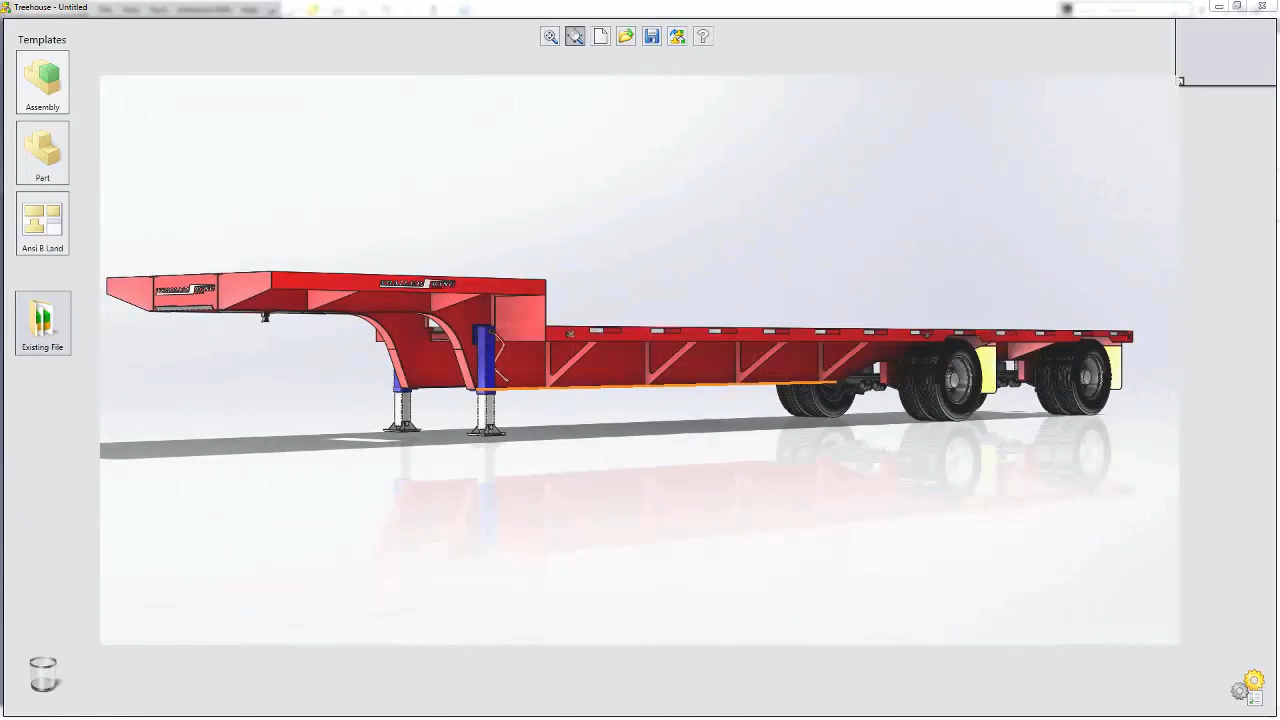 Treehouse - Untitled
Templates
Assembly
Part
Ansi B Land
Existing File